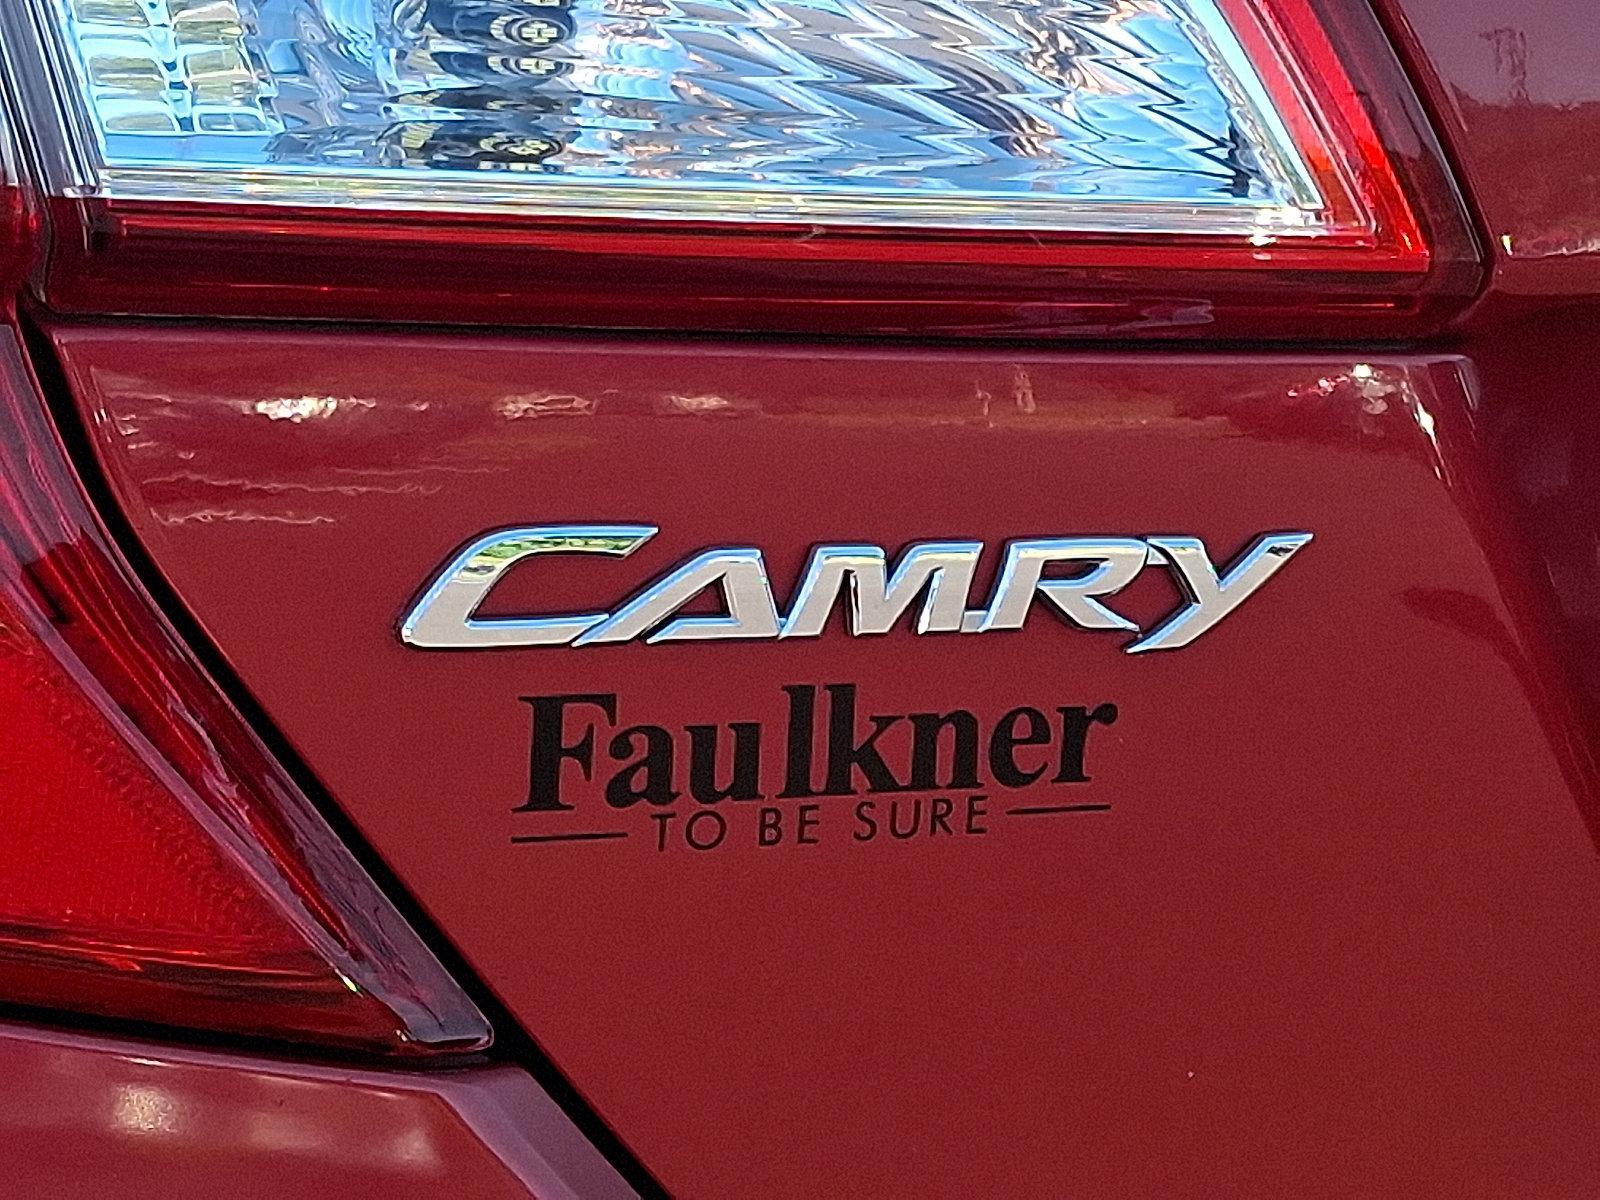 CAMRY
Faulkner
TO BE SURE